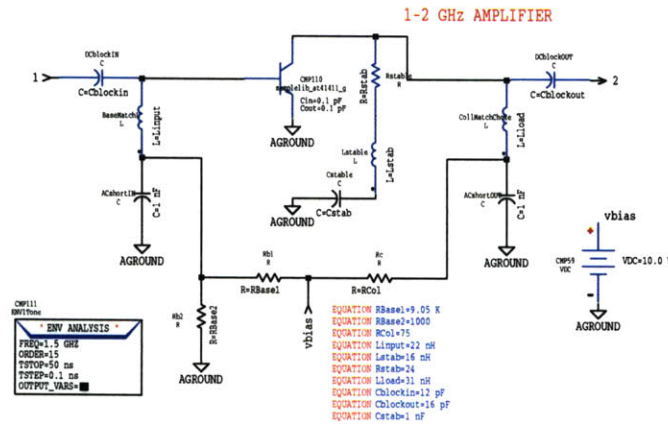 1-2 GHz AMPLIFIER
DCblockIN
C
1
C=Cblockin
CMP110
samplelib_at41411_g
Cin=0.1 pF
Cout=0.1 pF
AGROUND
Rstable
R
R=Rstab
DCblockOUT
C
2
C=Cblockout
BaseMatch
L
L=Linput
Lstable
L
L=Lstab
CollMatchChoke
L
L=Lload
Cstable
C
C=Cstab
AGROUND
ACshortIN
C
C=1 nF
AGROUND
ACshortOUT
C
C=1 nF
AGROUND
vbias
+
CMP59
VDC
VDC=10.0
-
AGROUND
Rb1
R
R=RBase1
Rc
R
R=RCol
Rb2
R
R=RBase2
AGROUND
vbias
CMP111
* ENV ANALYSIS *
FREQ=1.5 GHZ
ORDER=15
TSTOP=50 ns
TSTEP=0.1 ns
OUTPUT_VARS=
EQUATION RBase1=9.05 K
EQUATION RBase2=1000
EQUATION RCol=75
EQUATION Linput=22 nH
EQUATION Lstab=16 nH
EQUATION Rstab=24
EQUATION Lload=31 nH
EQUATION Cblockin=12 pF
EQUATION Cblockout=16 pF
EQUATION Cstab=1 nF